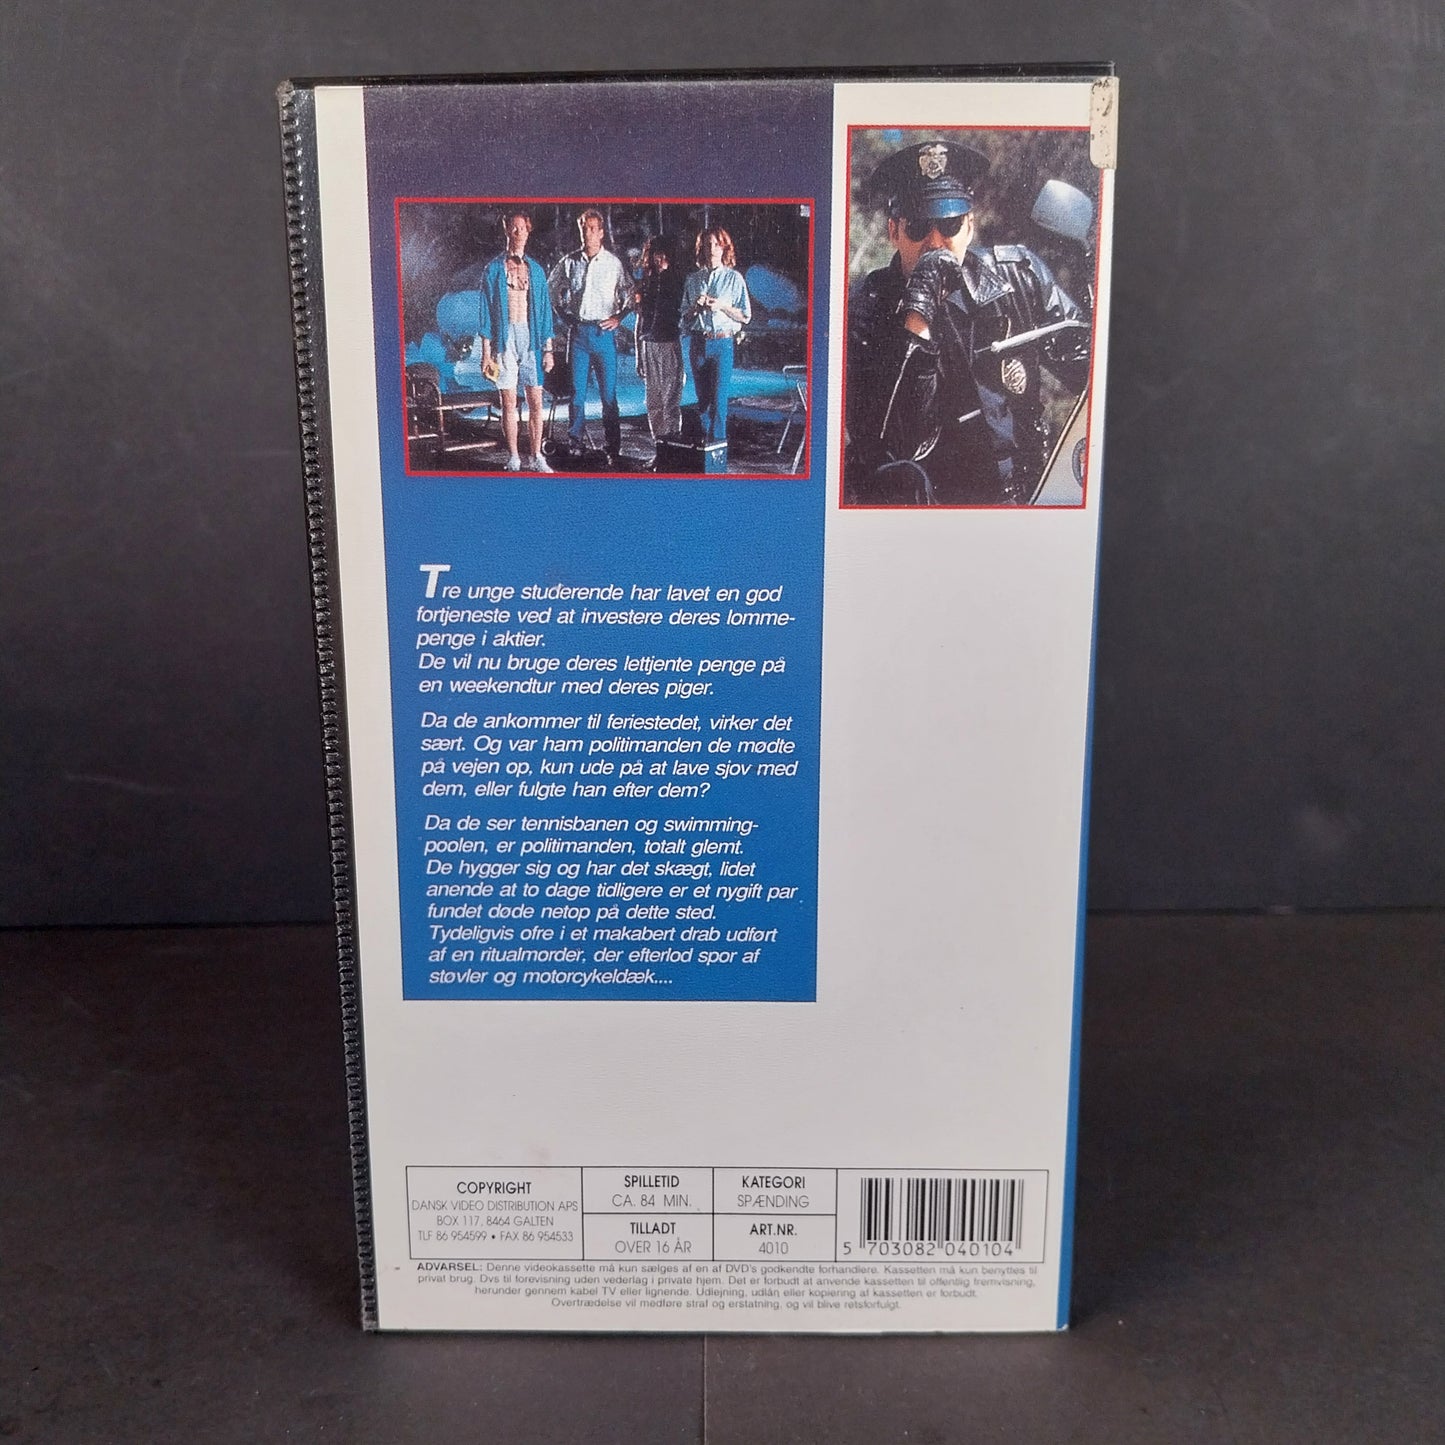 Tre unge studerende har lavet en god
fortjeneste ved at investere deres lomme-
penge i aktier.
De vil nu bruge deres lettjente penge på
en weekendtur med deres piger.
Da de ankommer til feriestedet, virker det
sært. Og var ham politimanden de mødte
på vejen op, kun ude på at lave sjov med
dem, eller fulgte han efter dem?
Da de ser tennisbanen og swimming-
poolen, er politimanden, totalt glemt.
De hygger sig og har det skægt, lidet
anende at to dage tidligere er et nygift par
fundet døde netop på dette sted.
Tydeligvis ofre i et makabert drab udført
af en ritualmorder, der efterlod spor af
støvler og motorcykeldæk....
COPYRIGHT
DANSK VIDEO DISTRIBUTION APS
BOX 117, 8464 GALTEN
TLF 86 954599 • FAX 86 954533
SPILLETID
CA. 84 MIN.
TILLADT
OVER 16 ÅR
KATEGORI
SPÆNDING
ART.NR.
4010
5 703082 040104
ADVARSEL: Denne videokassette må kun sælges af en af DVD's godkendte forhandlere. Kassetten må kun benyttes til
privat brug. Dvs til forevisning uden vederlag i private hjem. Det er forbudt at anvende kassetten til offentlig fremvisning,
herunder gennem kabel TV eller lignende. Udlejning, udlån eller kopiering af kassetten er forbudt.
Overtrædelse vil medføre straf og erstatning, og vil blive retsforfulgt.